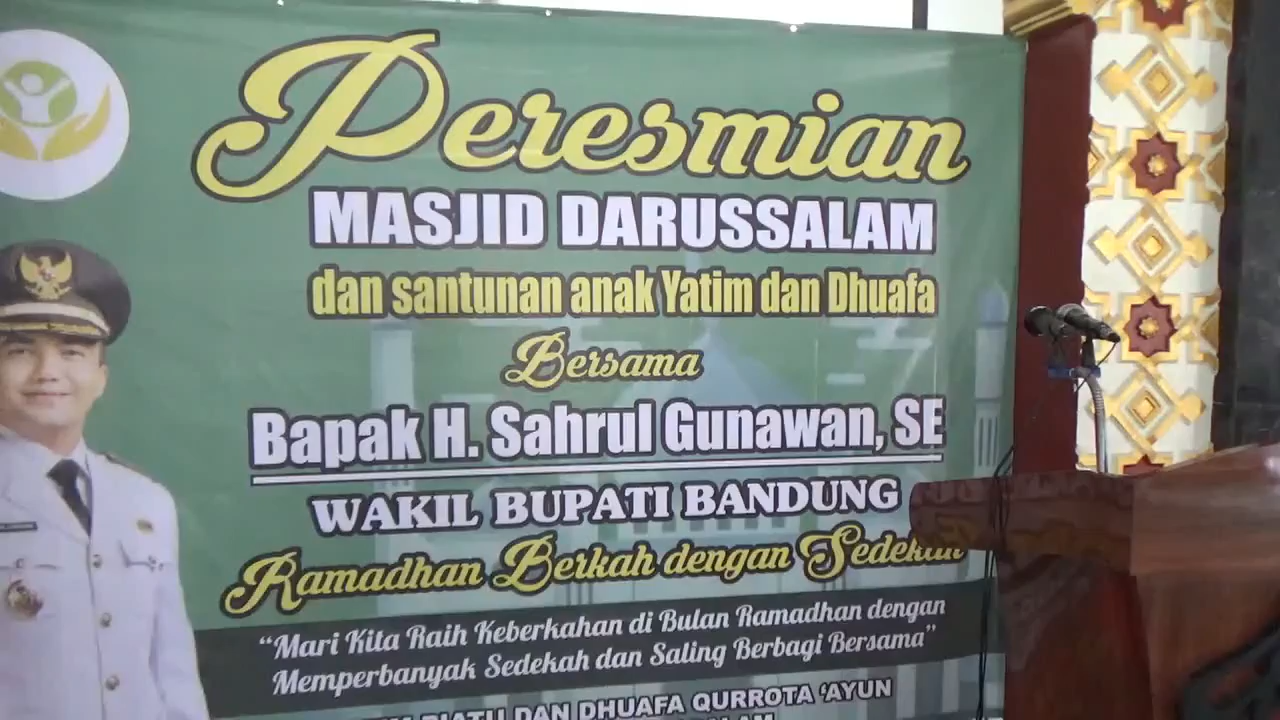 Peresmian
MASJID DARUSSALAM
dan santunan anak Yatim dan Dhuafa
Bersama
Bapak H. Sahrul Gunawan, SE
WAKIL BUPATI BANDUNG
Ramadhan Berkah dengan Sedekah
“Mari Kita Raih Keberkahan di Bulan Ramadhan dengan
Memperbanyak Sedekah dan Saling Berbagi Bersama”
DAN DHUAFA QURROTA ‘AYUN